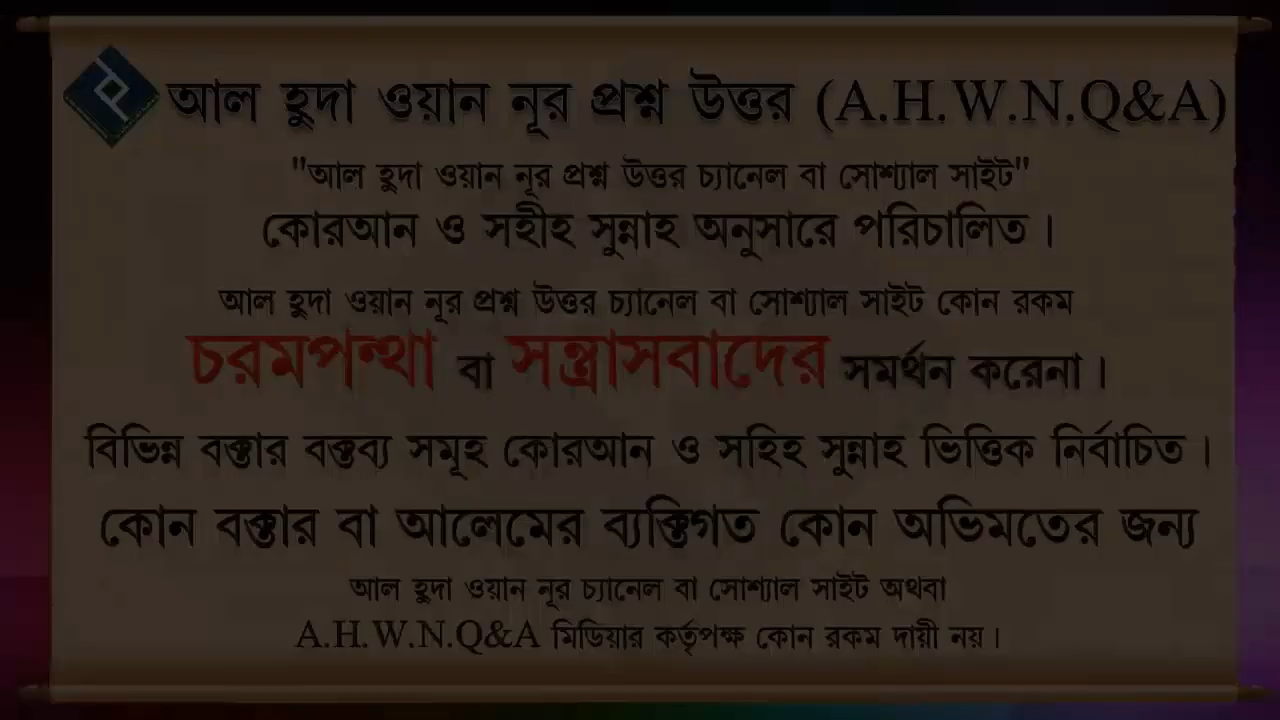 আল হুদা ওয়ান নূর প্রশ্ন উত্তর (A.H.W.N.Q&A)
"আল হুদা ওয়ান নূর প্রশ্ন উত্তর চ্যানেল বা সোশ্যাল সাইট"
কোরআন ও সহীহ সুন্নাহ অনুসারে পরিচালিত।
আল হুদা ওয়ান নূর প্রশ্ন উত্তর চ্যানেল বা সোশ্যাল সাইট কোন রকম
চরমপন্থা বা সন্ত্রাসবাদের সমর্থন করেনা।
বিভিন্ন বক্তার বক্তব্য সমূহ কোরআন ও সহিহ সুন্নাহ ভিত্তিক নির্বাচিত।
কোন বক্তার বা আলেমের ব্যক্তিগত কোন অভিমতের জন্য
আল হুদা ওয়ান নূর চ্যানেল বা সোশ্যাল সাইট অথবা
A.H.W.N.Q&A মিডিয়ার কর্তৃপক্ষ কোন রকম দায়ী নয়।